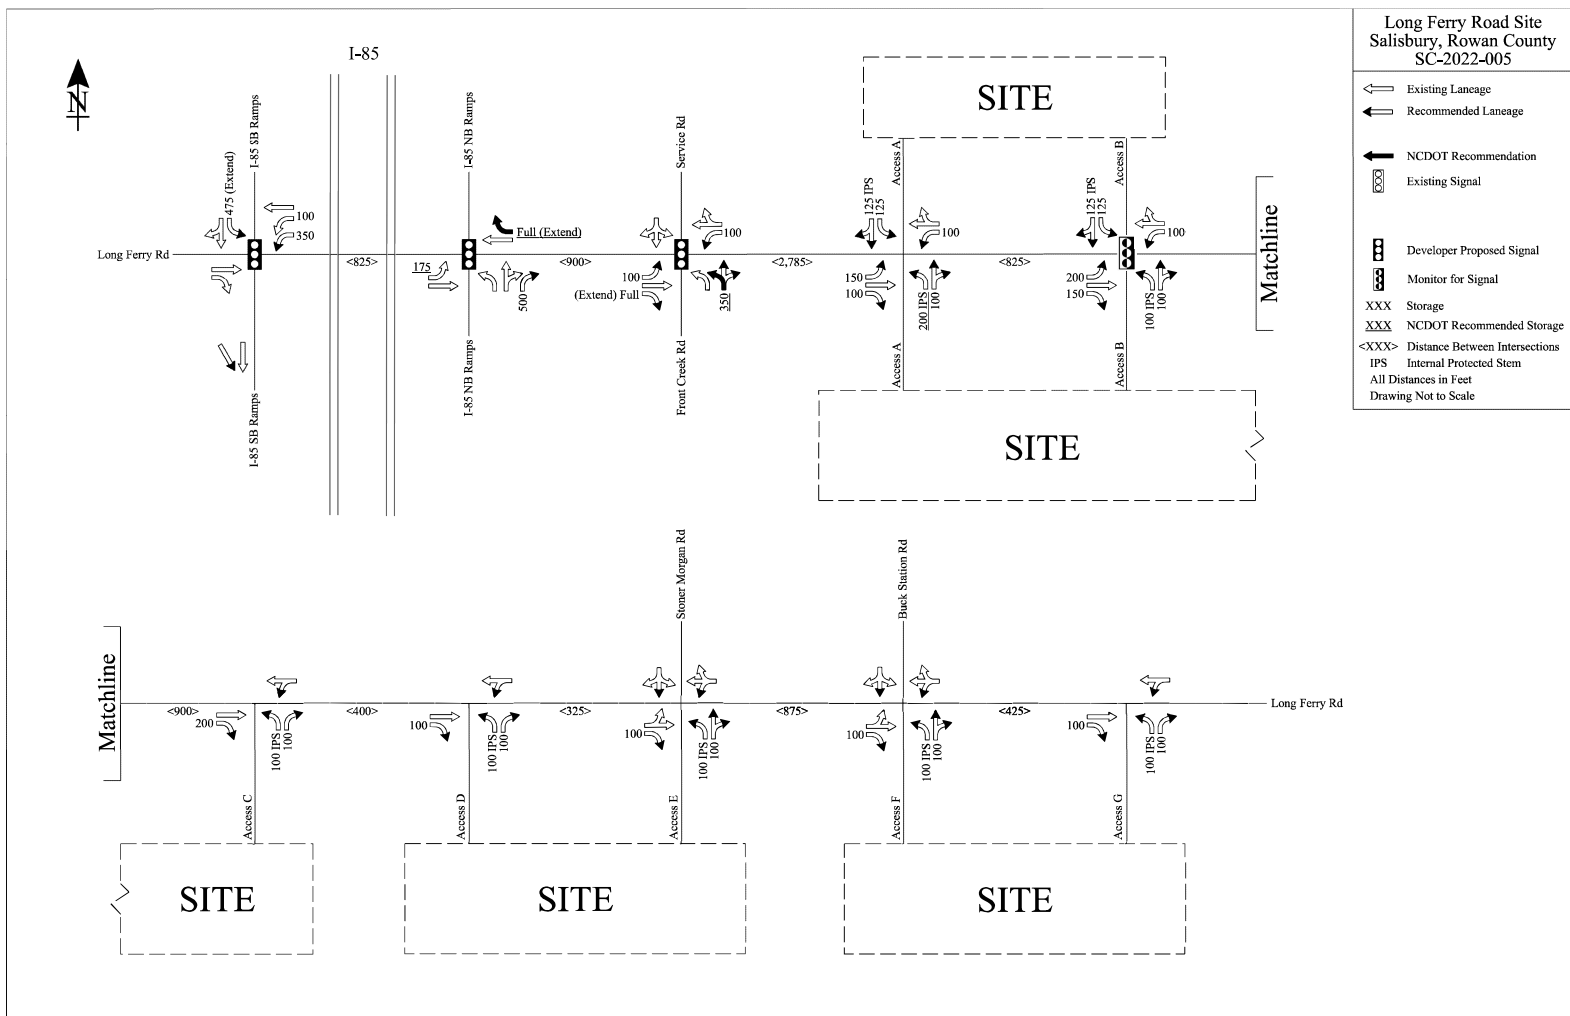 Long Ferry Road Site
Salisbury, Rowan County
SC-2022-005
Existing Laneage
Recommended Laneage
NCDOT Recommendation
Existing Signal
Developer Proposed Signal
Monitor for Signal
XXX Storage
XXX NCDOT Recommended Storage
<XXX> Distance Between Intersections
IPS Internal Protected Stem
All Distances in Feet
Drawing Not to Scale
N
I-85
I-85 SB Ramps
475 (Extend)
100
350
Long Ferry Rd
I-85 SB Ramps
<825>
I-85 NB Ramps
Full (Extend)
175
500
I-85 NB Ramps
<900>
Service Rd
100
100
(Extend) Full
350
Front Creek Rd
<2,785>
SITE
Access A
125 IPS
125
100
150
100
200 IPS
100
Access A
<825>
Access B
125 IPS
125
100
200
150
100 IPS
100
Access B
Matchline
SITE
Matchline
<900>
200
100 IPS
100
Access C
<400>
100
100 IPS
100
Access D
<325>
Stoner Morgan Rd
100
100 IPS
100
Access E
<875>
Buck Station Rd
100
100 IPS
100
Access F
<425>
100
100 IPS
100
Access G
Long Ferry Rd
SITE
SITE
SITE